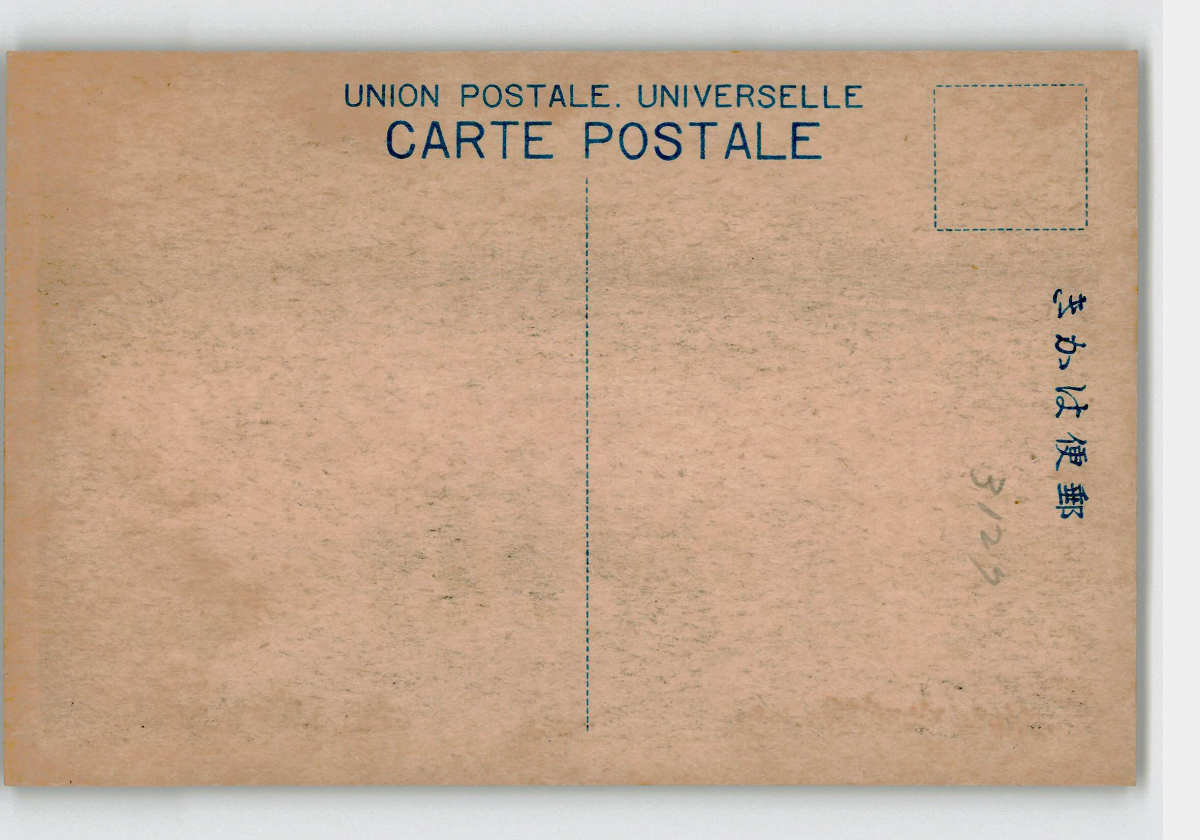 UNION POSTALE. UNIVERSELLE
CARTE POSTALE
郵便はかき